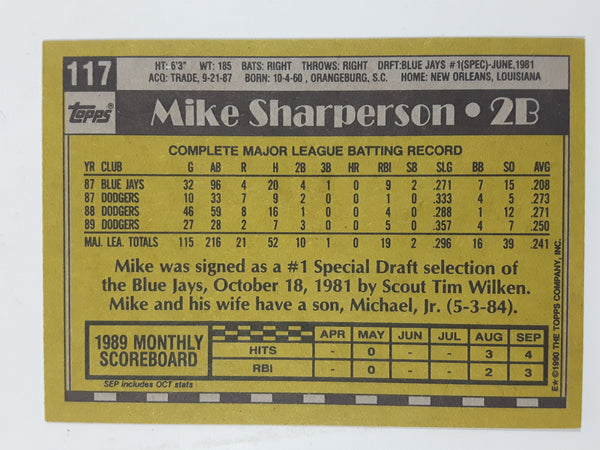 117
HT: 6'3" WT: 185 BATS: RIGHT THROWS: RIGHT DRFT: BLUE JAYS #1(SPEC)-JUNE,1981
ACQ: TRADE, 9-21-87 BORN: 10-4-60, ORANGEBURG, S.C. HOME: NEW ORLEANS, LOUISIANA
Topps® Mike Sharperson • 2B
COMPLETE MAJOR LEAGUE BATTING RECORD
YR CLUB G AB R H 2B 3B HR RBI SB SLG BB SO AVG
87 BLUE JAYS 32 96 4 20 4 1 0 9 2 .271 7 15 .208
87 DODGERS 10 33 7 9 2 0 0 1 0 .333 4 5 .273
88 DODGERS 46 59 8 16 1 0 0 4 0 .288 1 12 .271
89 DODGERS 27 28 2 7 3 0 0 5 0 .357 4 7 .250
MAJ. LEA. TOTALS 115 216 21 52 10 1 0 19 2 .296 16 39 .241
Mike was signed as a #1 Special Draft selection of
the Blue Jays, October 18, 1981 by Scout Tim Wilken.
Mike and his wife have a son, Michael, Jr. (5-3-84).
1989 MONTHLY
SCOREBOARD
APR MAY JUN JUL AUG SEP
HITS - 0 - - 3 4
RBI - 0 - - 2 3
SEP includes OCT stats
E* © 1990 THE TOPPS COMPANY, INC.